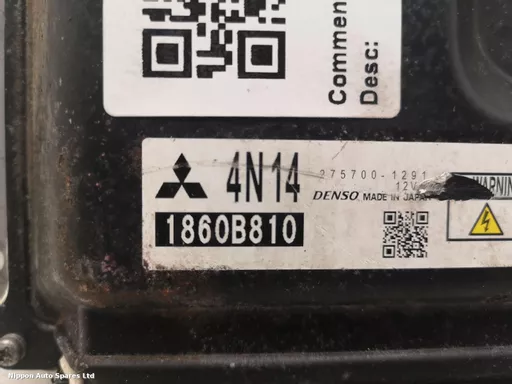 Commen
Desc:
4N14
275700-1291
12V
DENSO MADE IN JAPAN
1860B810
WARNIN
Nippon Auto Spares Ltd